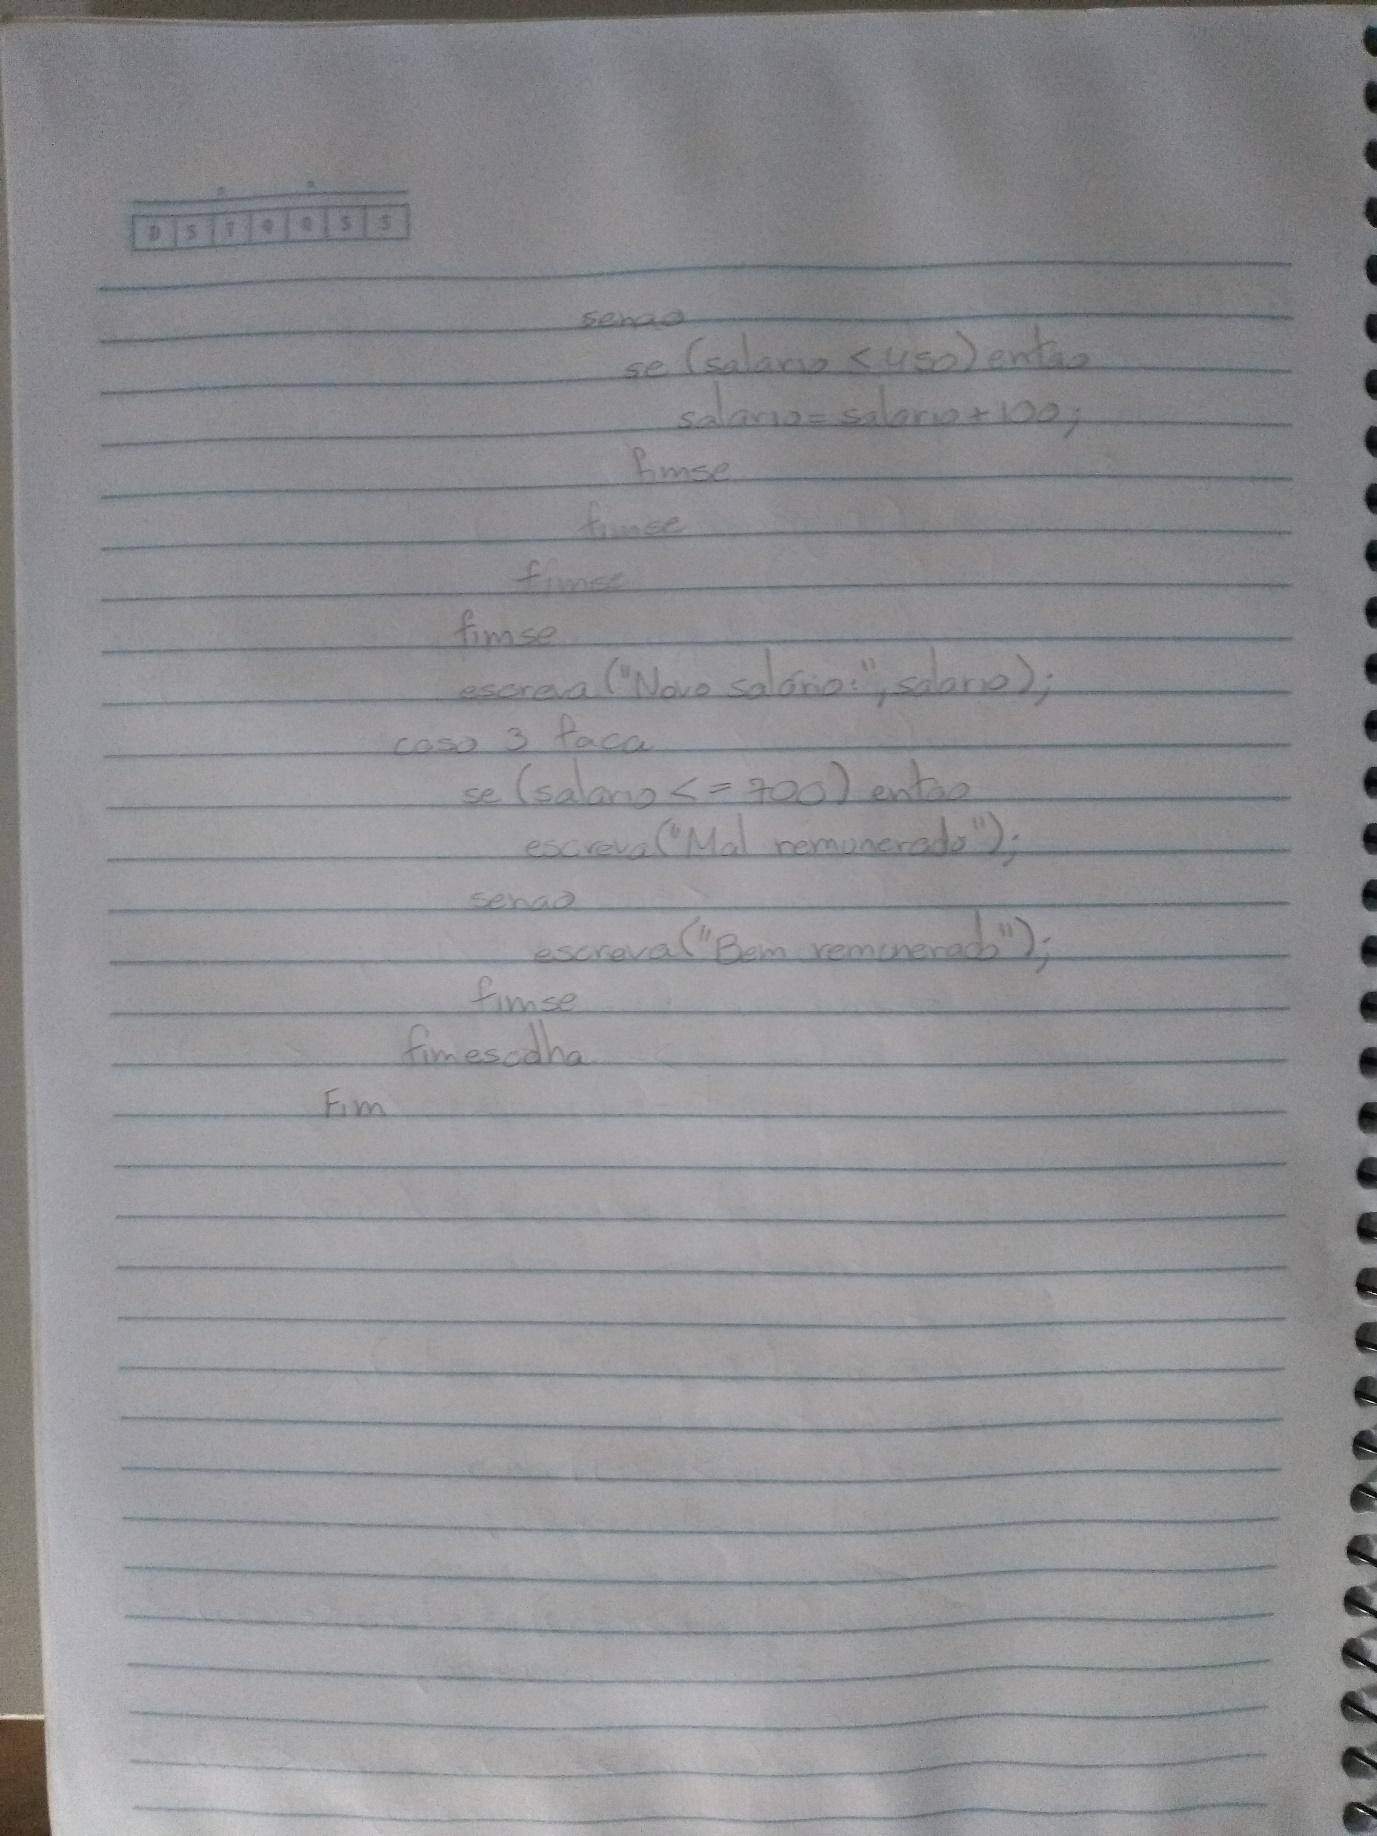 D S T Q Q S S
senao
se (salario < 450) entao
salario = salario + 100;
fimse
fimse
fimse
fimse
escreva ("Novo salário:", salario);
caso 3 faca
se (salario <= 700) entao
escreva ("Mal remunerado");
senao
escreva ("Bem remunerado");
fimse
fimescolha
Fim